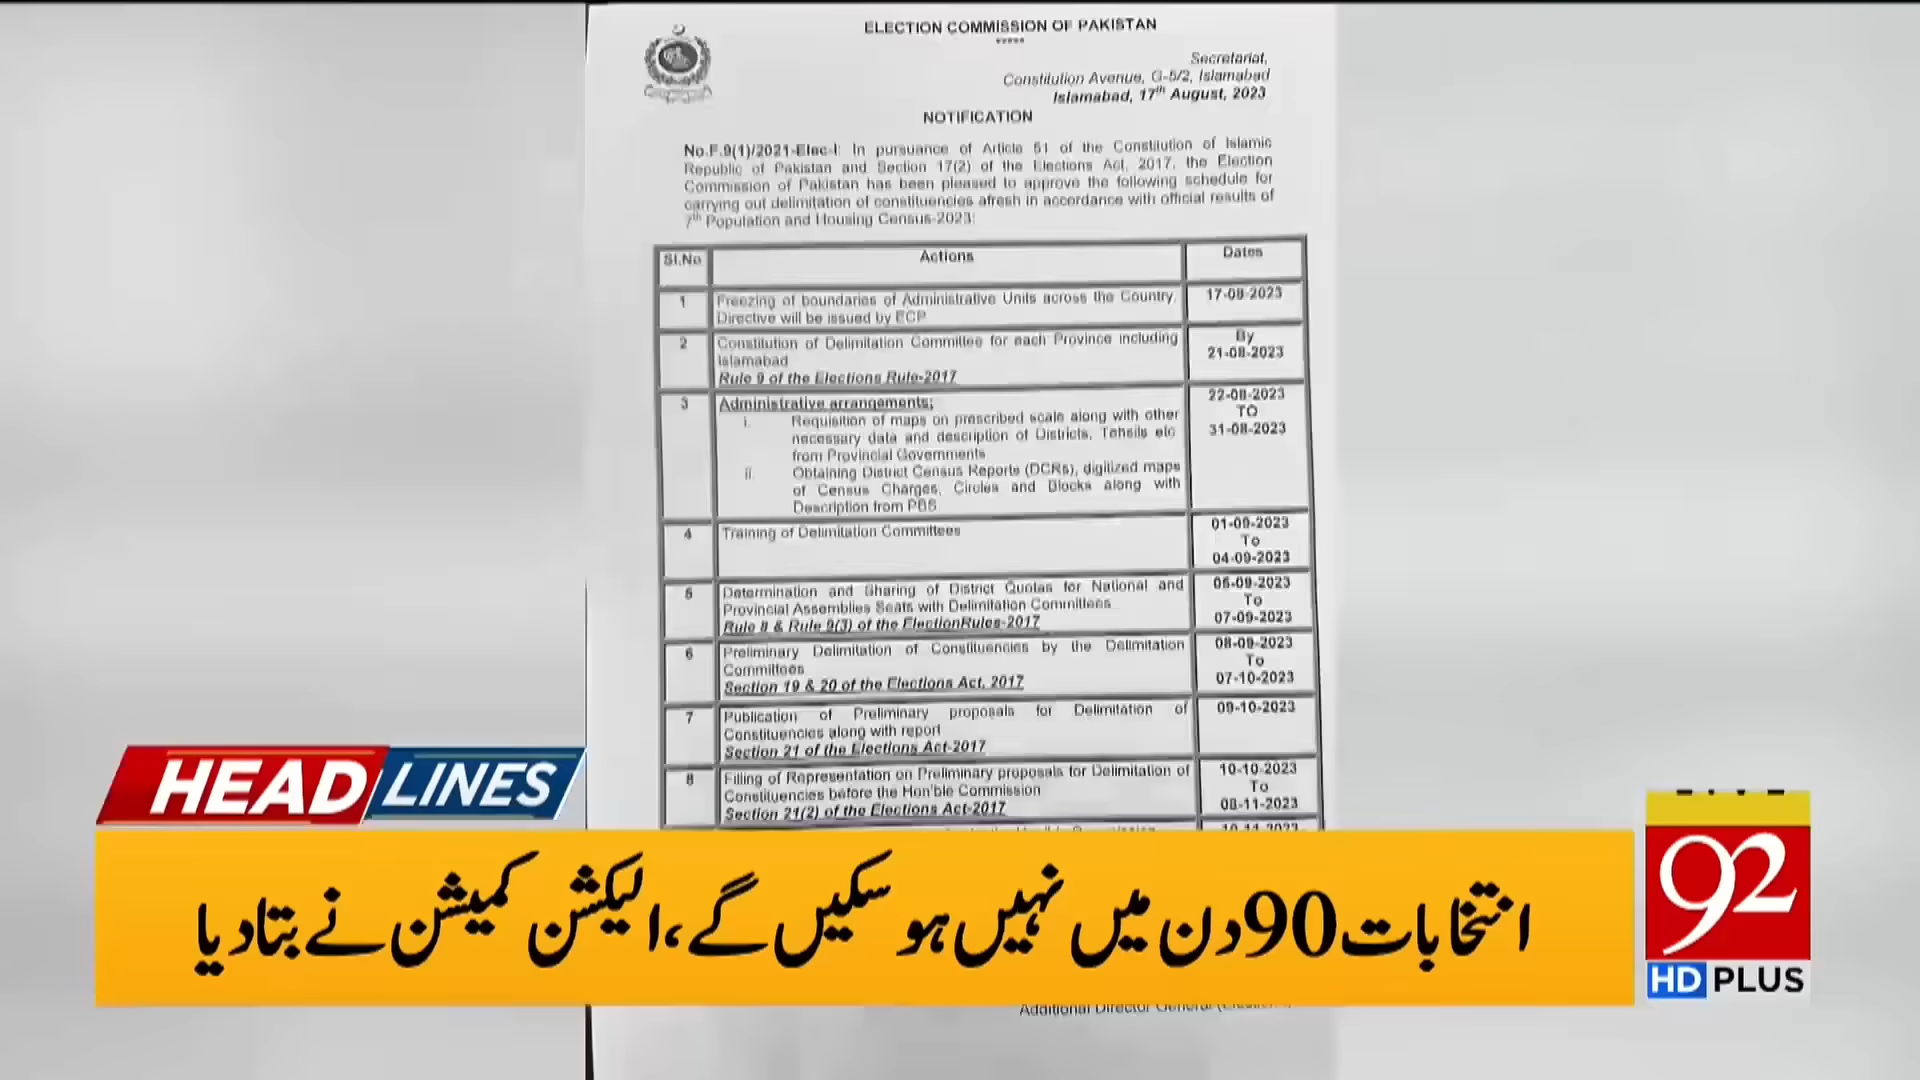 ELECTION COMMISSION OF PAKISTAN
*****
Secretariat,
Constitution Avenue, G-5/2, Islamabad
Islamabad, 17th August, 2023
NOTIFICATION
No.F.9(1)/2021-Elec-I: In pursuance of Article 51 of the Constitution of Islamic
Republic of Pakistan and Section 17(2) of the Elections Act, 2017, the Election
Commission of Pakistan has been pleased to approve the following schedule for
carrying out delimitation of constituencies afresh in accordance with official results of
7th Population and Housing Census-2023:
Sl.No Actions Dates
1 Freezing of boundaries of Administrative Units across the Country. 17-08-2023
Directive will be issued by ECP
2 Constitution of Delimitation Committee for each Province including By
Islamabad 21-08-2023
Rule 9 of the Elections Rule-2017
3 Administrative arrangements; 22-08-2023
i. Requisition of maps on prescribed scale along with other TO
necessary data and description of Districts, Tehsils etc 31-08-2023
from Provincial Governments
ii. Obtaining District Census Reports (DCRs), digitized maps
of Census Charges, Circles and Blocks along with
Description from PBS
4 Training of Delimitation Committees 01-09-2023
To
04-09-2023
5 Determination and Sharing of District Quotas for National and 05-09-2023
Provincial Assemblies Seats with Delimitation Committees. To
Rule 8 & Rule 9(3) of the ElectionRules-2017 07-09-2023
6 Preliminary Delimitation of Constituencies by the Delimitation 08-09-2023
Committees To
Section 19 & 20 of the Elections Act, 2017 07-10-2023
7 Publication of Preliminary proposals for Delimitation of 09-10-2023
Constituencies along with report
Section 21 of the Elections Act-2017
8 Filling of Representation on Preliminary proposals for Delimitation of 10-10-2023
Constituencies before the Hon'ble Commission To
Section 21(2) of the Elections Act-2017 08-11-2023
HEADLINES
انتخابات 90 دن میں نہیں ہو سکیں گے، الیکشن کمیشن نے بتا دیا
92
HD PLUS
Additional Director General